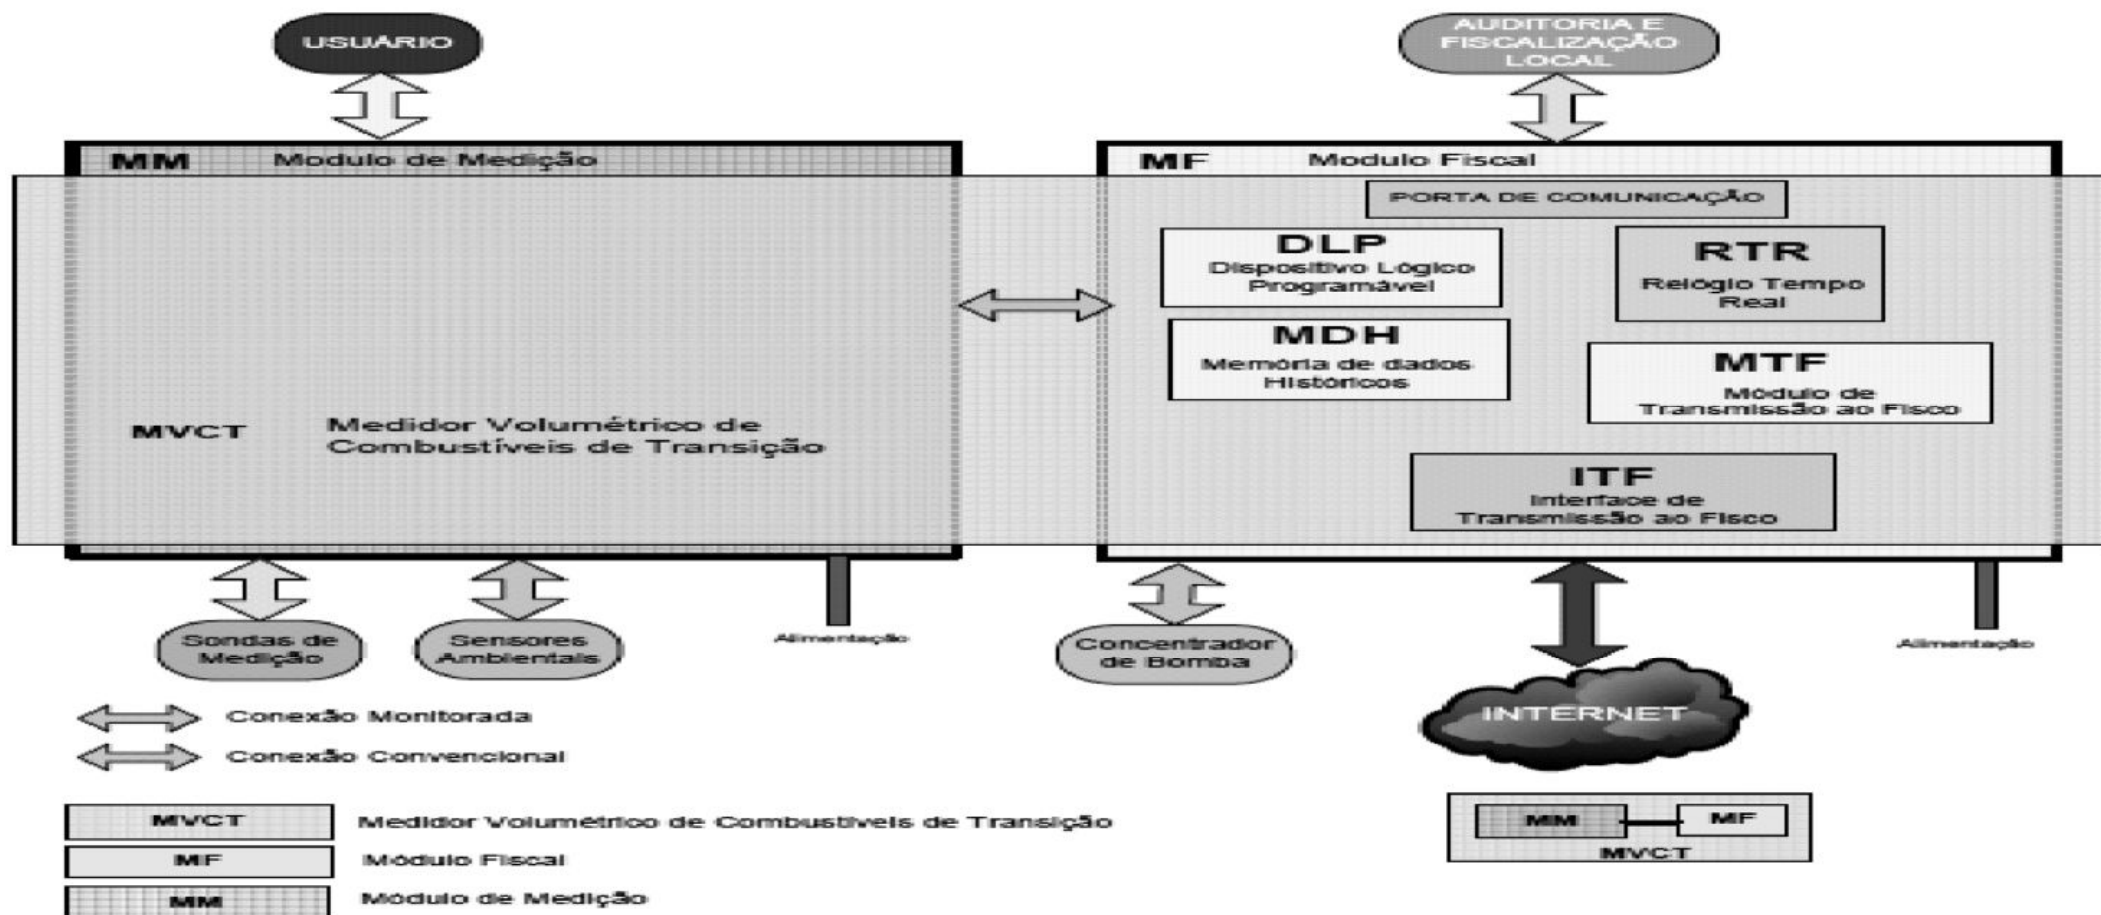 USUÁRIO
AUDITORIA E
FISCALIZAÇÃO
LOCAL
MM Modulo de Medição
MF Modulo Fiscal
PORTA DE COMUNICAÇÃO
DLP
Dispositivo Lógico
Programável
RTR
Relógio Tempo
Real
MDH
Memória de dados
Históricos
MTF
Módulo de
Transmissão ao Fisco
MVCT
Medidor Volumétrico de
Combustíveis de Transição
ITF
Interface de
Transmissão ao Fisco
Sondas de
Medição
Sensores
Ambientais
Alimentação
Concentrador
de Bomba
Alimentação
INTERNET
Conexão Monitorada
Conexão Convencional
MVCT Medidor Volumétrico de Combustíveis de Transição
MF Módulo Fiscal
MM Módulo de Medição
MM MF
MVCT